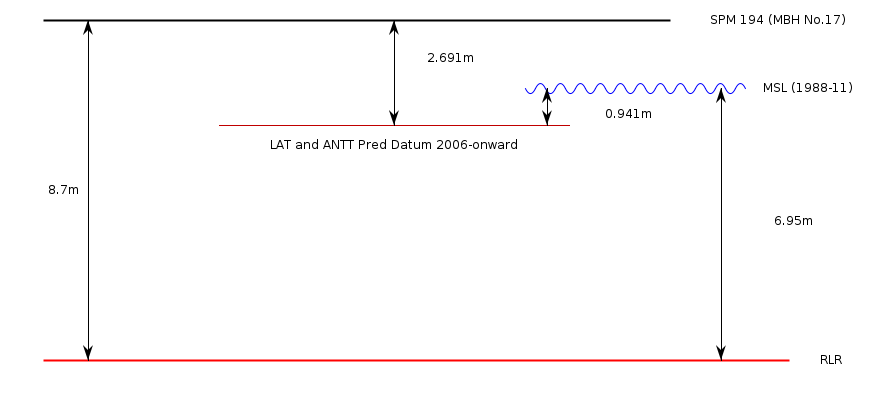 SPM 194 (MBH No.17)
2.691m
MSL (1988-11)
0.941m
LAT and ANTT Pred Datum 2006-onward
8.7m
6.95m
RLR